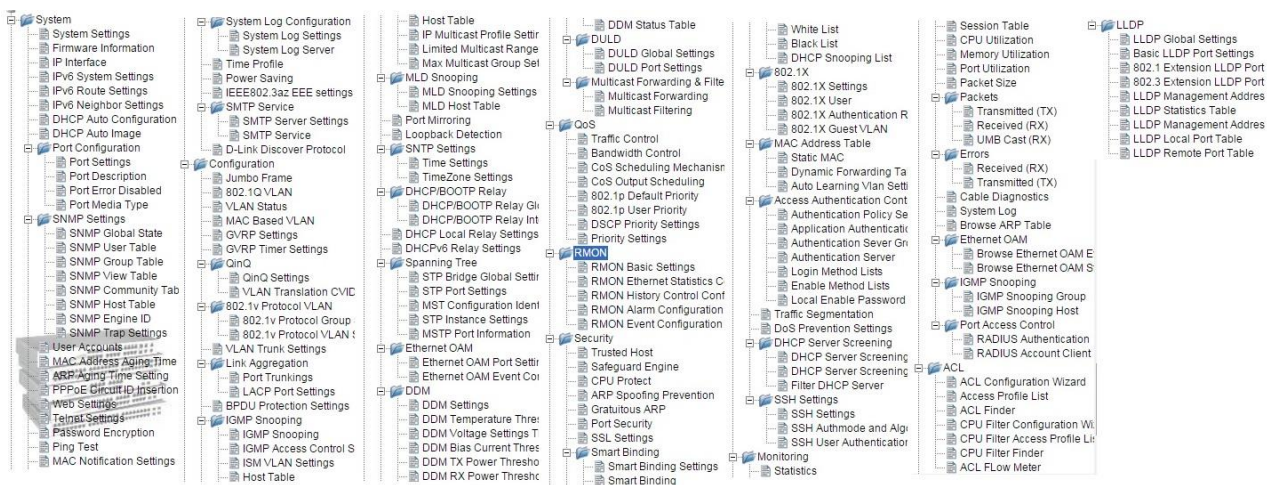 System
System Settings
Firmware Information
IP Interface
IPv6 System Settings
IPv6 Route Settings
IPv6 Neighbor Settings
DHCP Auto Configuration
DHCP Auto Image
Port Configuration
Port Settings
Port Description
Port Error Disabled
Port Media Type
SNMP Settings
SNMP Global State
SNMP User Table
SNMP Group Table
SNMP View Table
SNMP Community Tab
SNMP Host Table
SNMP Engine ID
SNMP Trap Settings
User Accounts
MAC Address Aging Time
ARP Aging Time Setting
PPPoE Circuit ID Insertion
Web Settings
Telnet Settings
Password Encryption
Ping Test
MAC Notification Settings
System Log Configuration
System Log Settings
System Log Server
Time Profile
Power Saving
IEEE802.3az EEE settings
SMTP Service
SMTP Server Settings
SMTP Service
D-Link Discover Protocol
Configuration
Jumbo Frame
802.1Q VLAN
VLAN Status
MAC Based VLAN
GVRP Settings
GVRP Timer Settings
QinQ
QinQ Settings
VLAN Translation CVID
802.1v Protocol VLAN
802.1v Protocol Group
802.1v Protocol VLAN S
VLAN Trunk Settings
Link Aggregation
Port Trunkings
LACP Port Settings
BPDU Protection Settings
IGMP Snooping
IGMP Snooping
IGMP Access Control S
ISM VLAN Settings
Host Table
Host Table
IP Multicast Profile Settir
Limited Multicast Range
Max Multicast Group Set
MLD Snooping
MLD Snooping Settings
MLD Host Table
Port Mirroring
Loopback Detection
SNTP Settings
Time Settings
TimeZone Settings
DHCP/BOOTP Relay
DHCP/BOOTP Relay Glo
DHCP/BOOTP Relay Int
DHCP Local Relay Settings
DHCPv6 Relay Settings
Spanning Tree
STP Bridge Global Settir
STP Port Settings
MST Configuration Ident
STP Instance Settings
MSTP Port Information
Ethernet OAM
Ethernet OAM Port Settir
Ethernet OAM Event Cor
DDM
DDM Settings
DDM Temperature Thres
DDM Voltage Settings T
DDM Bias Current Thres
DDM TX Power Thresho
DDM RX Power Thresho
DDM Status Table
DULD
DULD Global Settings
DULD Port Settings
Multicast Forwarding & Filte
Multicast Forwarding
Multicast Filtering
QoS
Traffic Control
Bandwidth Control
CoS Scheduling Mechanism
CoS Output Scheduling
802.1p Default Priority
802.1p User Priority
DSCP Priority Settings
Priority Settings
RMON
RMON Basic Settings
RMON Ethernet Statistics C
RMON History Control Conf
RMON Alarm Configuration
RMON Event Configuration
Security
Trusted Host
Safeguard Engine
CPU Protect
ARP Spoofing Prevention
Gratuitous ARP
Port Security
SSL Settings
Smart Binding
Smart Binding Settings
Smart Binding
White List
Black List
DHCP Snooping List
802.1X
802.1X Settings
802.1X User
802.1X Authentication R
802.1X Guest VLAN
MAC Address Table
Static MAC
Dynamic Forwarding Ta
Auto Learning Vlan Setti
Access Authentication Cont
Authentication Policy Se
Application Authenticatic
Authentication Sever Gro
Authentication Server
Login Method Lists
Enable Method Lists
Local Enable Password
Traffic Segmentation
DoS Prevention Settings
DHCP Server Screening
DHCP Server Screening
DHCP Server Screening
Filter DHCP Server
SSH Settings
SSH Settings
SSH Authmode and Algo
SSH User Authentication
Monitoring
Statistics
Session Table
CPU Utilization
Memory Utilization
Port Utilization
Packet Size
Packets
Transmitted (TX)
Received (RX)
UMB Cast (RX)
Errors
Received (RX)
Transmitted (TX)
Cable Diagnostics
System Log
Browse ARP Table
Ethernet OAM
Browse Ethernet OAM E
Browse Ethernet OAM S
IGMP Snooping
IGMP Snooping Group
IGMP Snooping Host
Port Access Control
RADIUS Authentication
RADIUS Account Client
ACL
ACL Configuration Wizard
Access Profile List
ACL Finder
CPU Filter Configuration Wi
CPU Filter Access Profile Li
CPU Filter Finder
ACL FLow Meter
LLDP
LLDP Global Settings
Basic LLDP Port Settings
802.1 Extension LLDP Port
802.3 Extension LLDP Port
LLDP Management Addres
LLDP Statistics Table
LLDP Management Addres
LLDP Local Port Table
LLDP Remote Port Table